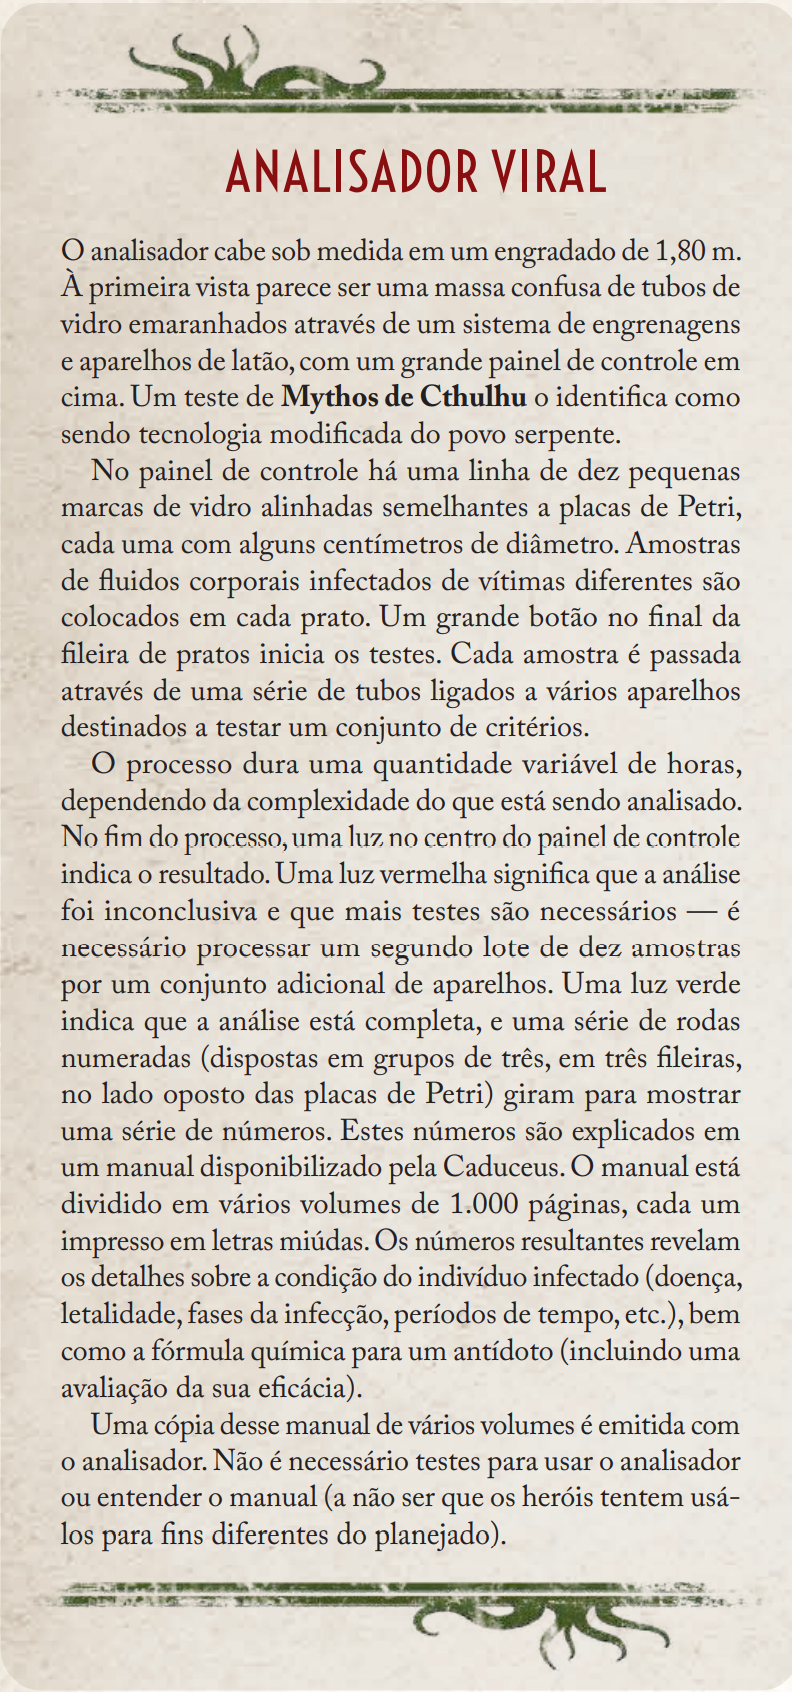 ANALISADOR VIRAL
O analisador cabe sob medida em um engradado de 1,80 m.
À primeira vista parece ser uma massa confusa de tubos de
vidro emaranhados através de um sistema de engrenagens
e aparelhos de latão, com um grande painel de controle em
cima. Um teste de Mythos de Cthulhu o identifica como
sendo tecnologia modificada do povo serpente.
No painel de controle há uma linha de dez pequenas
marcas de vidro alinhadas semelhantes a placas de Petri,
cada uma com alguns centímetros de diâmetro. Amostras
de fluidos corporais infectados de vítimas diferentes são
colocados em cada prato. Um grande botão no final da
fileira de pratos inicia os testes. Cada amostra é passada
através de uma série de tubos ligados a vários aparelhos
destinados a testar um conjunto de critérios.
O processo dura uma quantidade variável de horas,
dependendo da complexidade do que está sendo analisado.
No fim do processo, uma luz no centro do painel de controle
indica o resultado. Uma luz vermelha significa que a análise
foi inconclusiva e que mais testes são necessários — é
necessário processar um segundo lote de dez amostras
por um conjunto adicional de aparelhos. Uma luz verde
indica que a análise está completa, e uma série de rodas
numeradas (dispostas em grupos de três, em três fileiras,
no lado oposto das placas de Petri) giram para mostrar
uma série de números. Estes números são explicados em
um manual disponibilizado pela Caduceus. O manual está
dividido em vários volumes de 1.000 páginas, cada um
impresso em letras miúdas. Os números resultantes revelam
os detalhes sobre a condição do indivíduo infectado (doença,
letalidade, fases da infecção, períodos de tempo, etc.), bem
como a fórmula química para um antídoto (incluindo uma
avaliação da sua eficácia).
Uma cópia desse manual de vários volumes é emitida com
o analisador. Não é necessário testes para usar o analisador
ou entender o manual (a não ser que os heróis tentem usá-
los para fins diferentes do planejado).